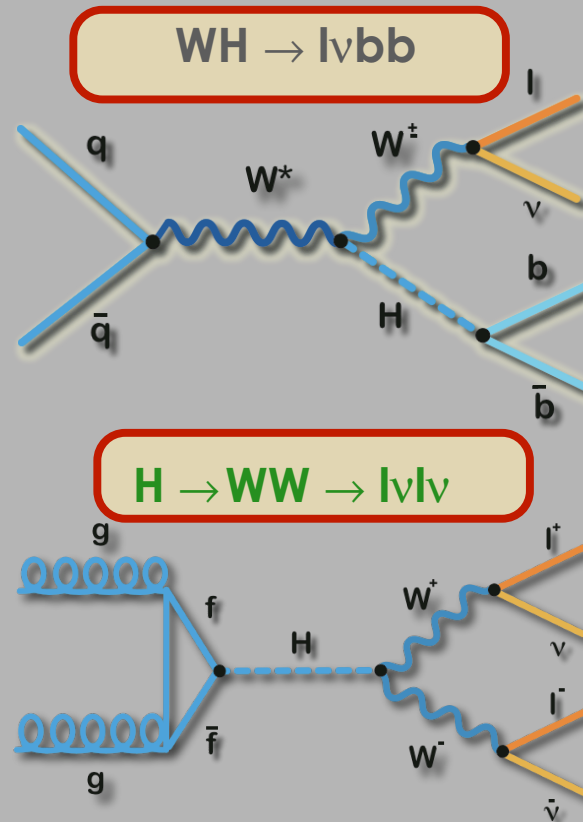 WH → lνbb
l
q
W±
W*
ν
b
H
q̄
b̄
H → WW → lνlν
g
l+
f
W+
H
ν
l-
f̄
W-
g
ν̄